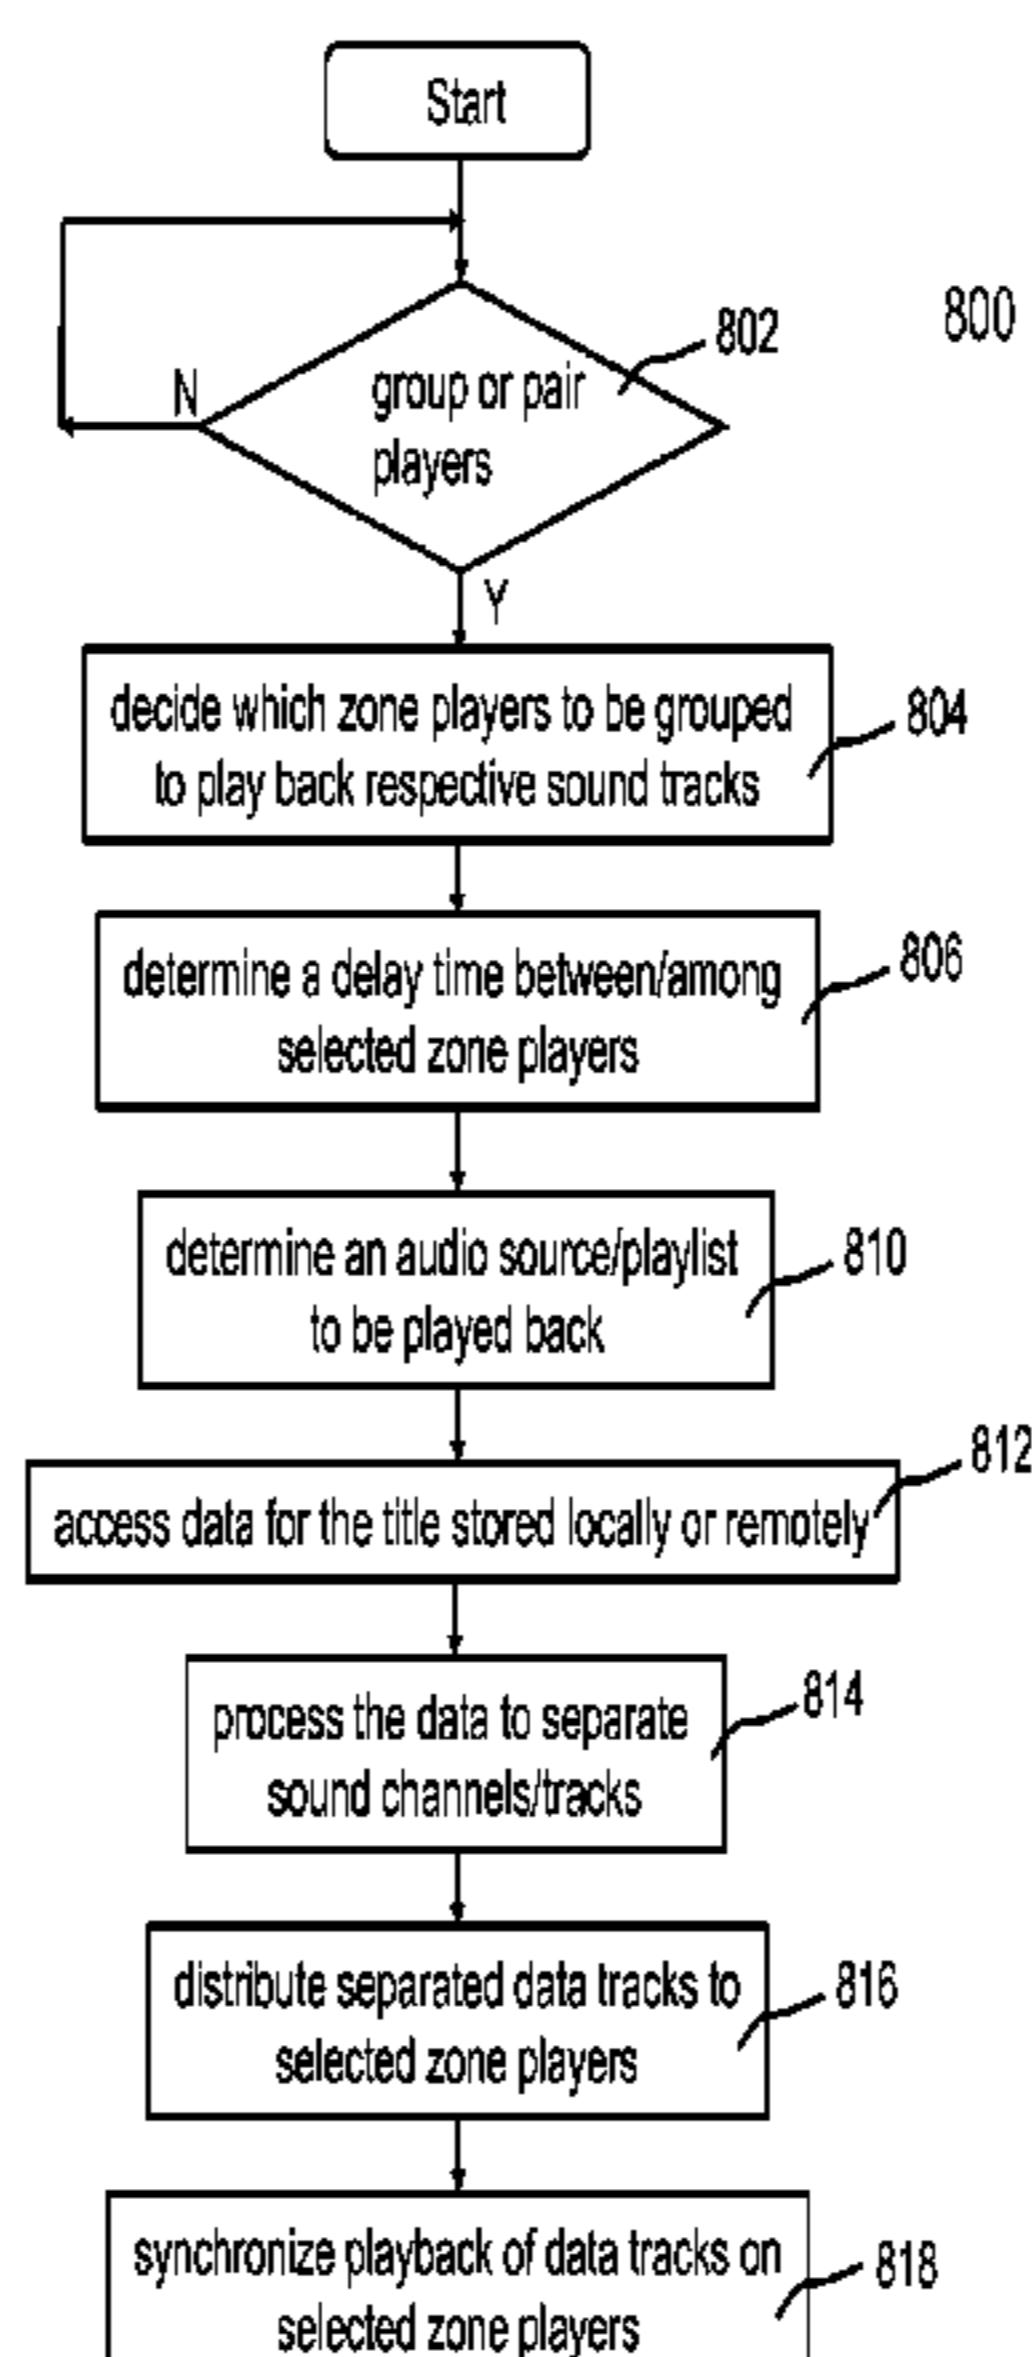 Start
800
802
group or pair
players
N
Y
decide which zone players to be grouped
to play back respective sound tracks
804
determine a delay time between/among
selected zone players
806
determine an audio source/playlist
to be played back
810
access data for the title stored locally or remotely
812
process the data to separate
sound channels/tracks
814
distribute separated data tracks to
selected zone players
816
synchronize playback of data tracks on
selected zone players
818